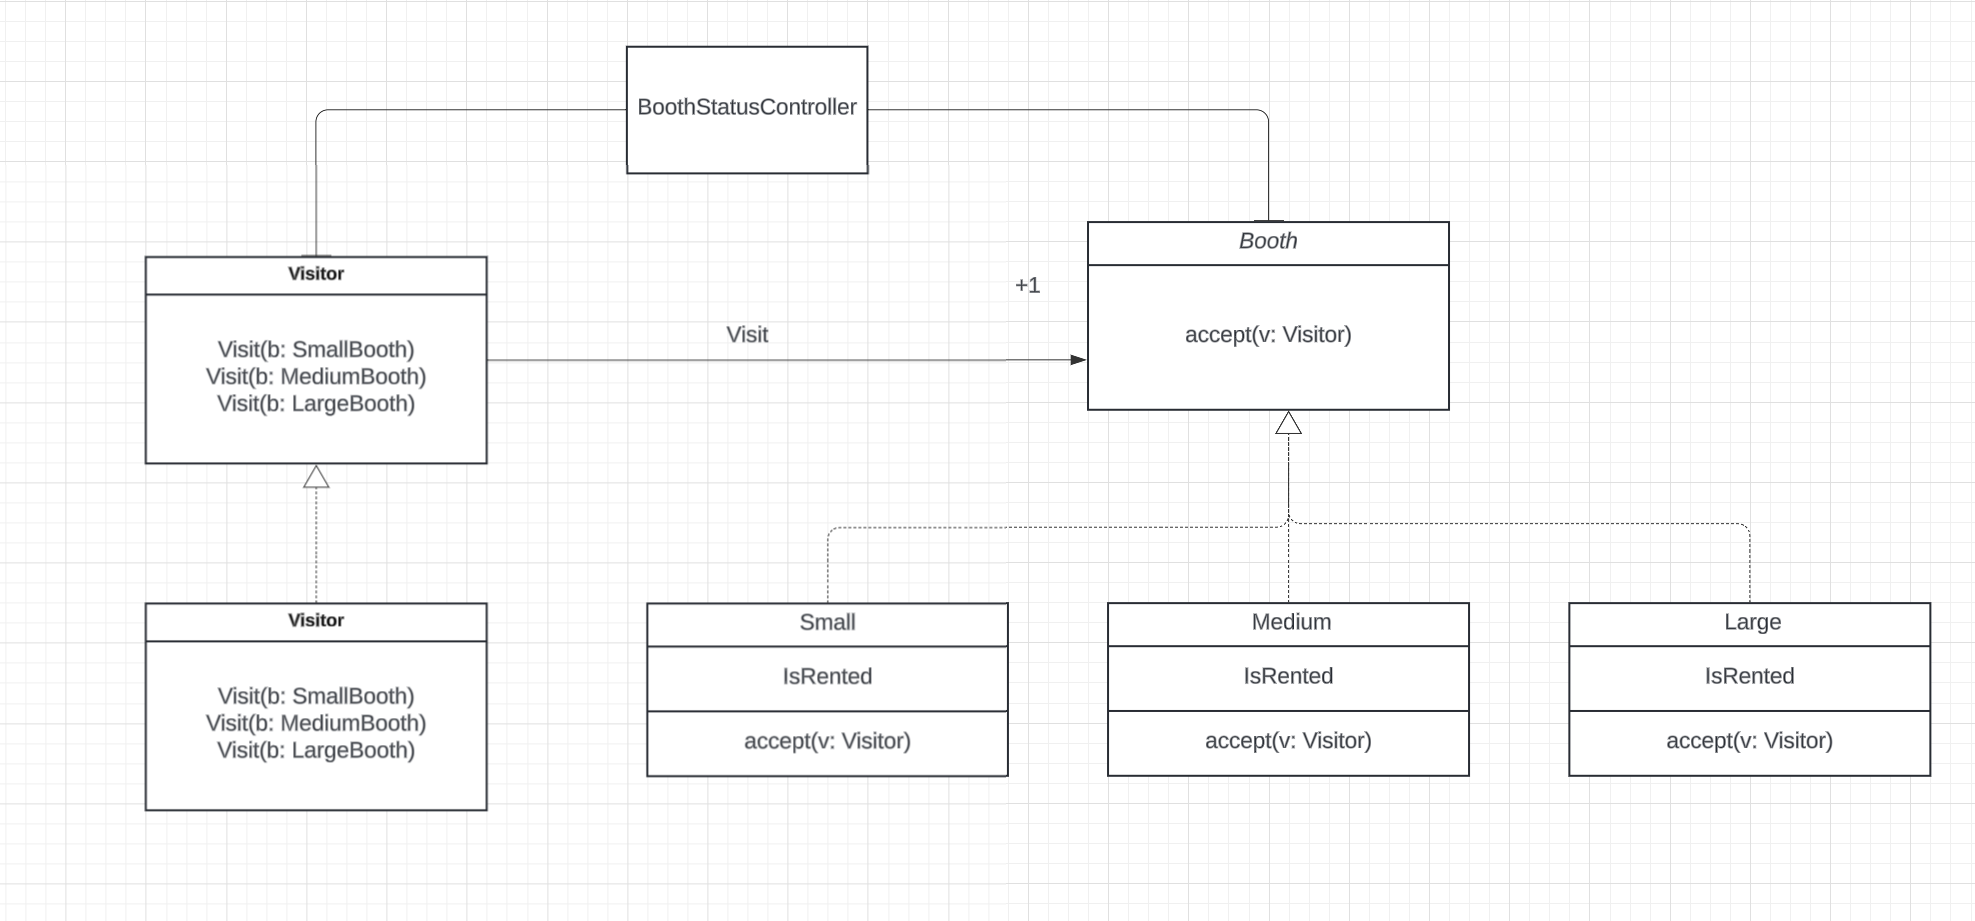 BoothStatusController
Booth
Visitor
+1
Visit
accept(v: Visitor)
Visit(b: SmallBooth)
Visit(b: MediumBooth)
Visit(b: LargeBooth)
Visitor
Visit(b: SmallBooth)
Visit(b: MediumBooth)
Visit(b: LargeBooth)
Small
IsRented
accept(v: Visitor)
Medium
IsRented
accept(v: Visitor)
Large
IsRented
accept(v: Visitor)